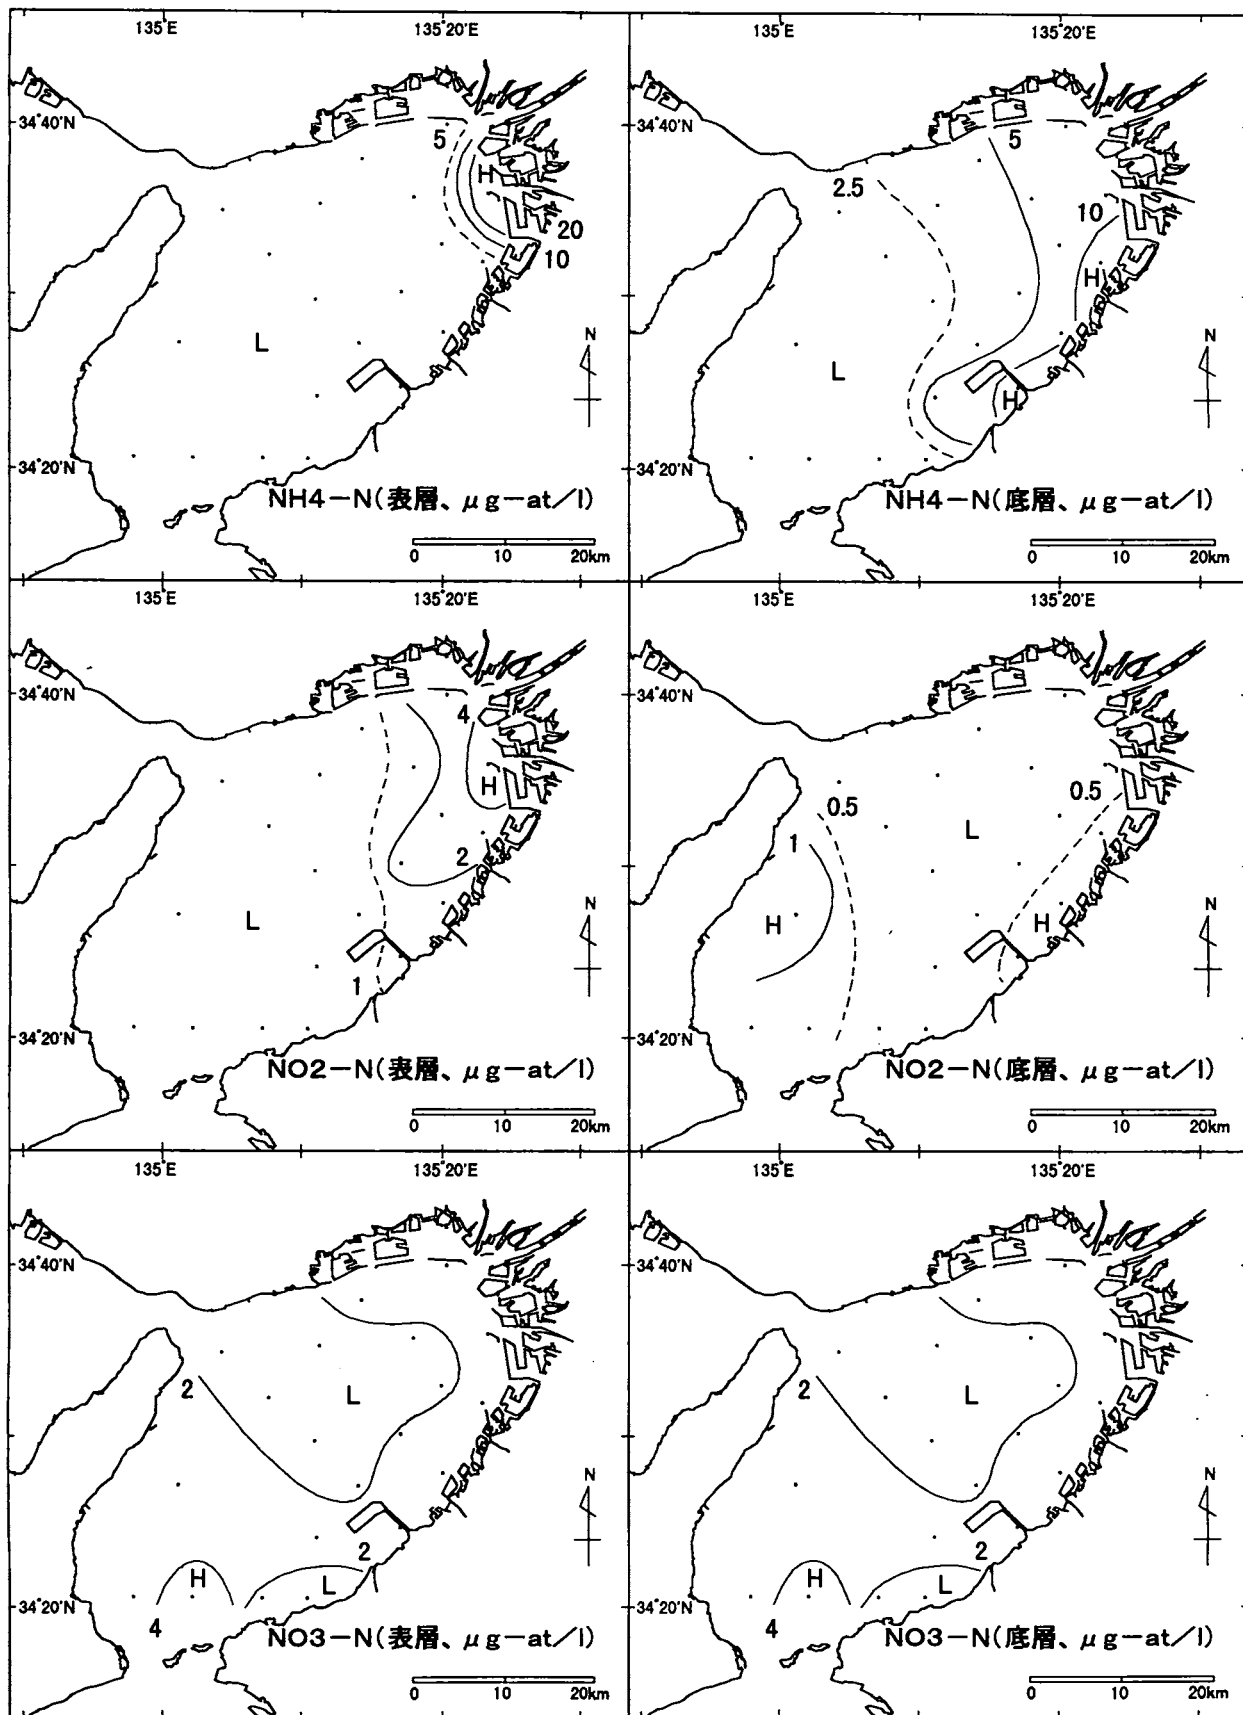 135°E
135°20'E
34°40'N
5
H
20
10
L
N
34°20'N
NH4－N(表層、μg－at/l)
0 10 20km
135°E
135°20'E
34°40'N
5
2.5
10
H
L
H
N
34°20'N
NH4－N(底層、μg－at/l)
0 10 20km
135°E
135°20'E
34°40'N
4
H
2
L
N
1
34°20'N
NO2－N(表層、μg－at/l)
0 10 20km
135°E
135°20'E
34°40'N
0.5
0.5
L
1
H
H
N
34°20'N
NO2－N(底層、μg－at/l)
0 10 20km
135°E
135°20'E
34°40'N
2
L
N
2
H
L
34°20'N
4
NO3－N(表層、μg－at/l)
0 10 20km
135°E
135°20'E
34°40'N
2
L
N
2
H
L
34°20'N
4
NO3－N(底層、μg－at/l)
0 10 20km